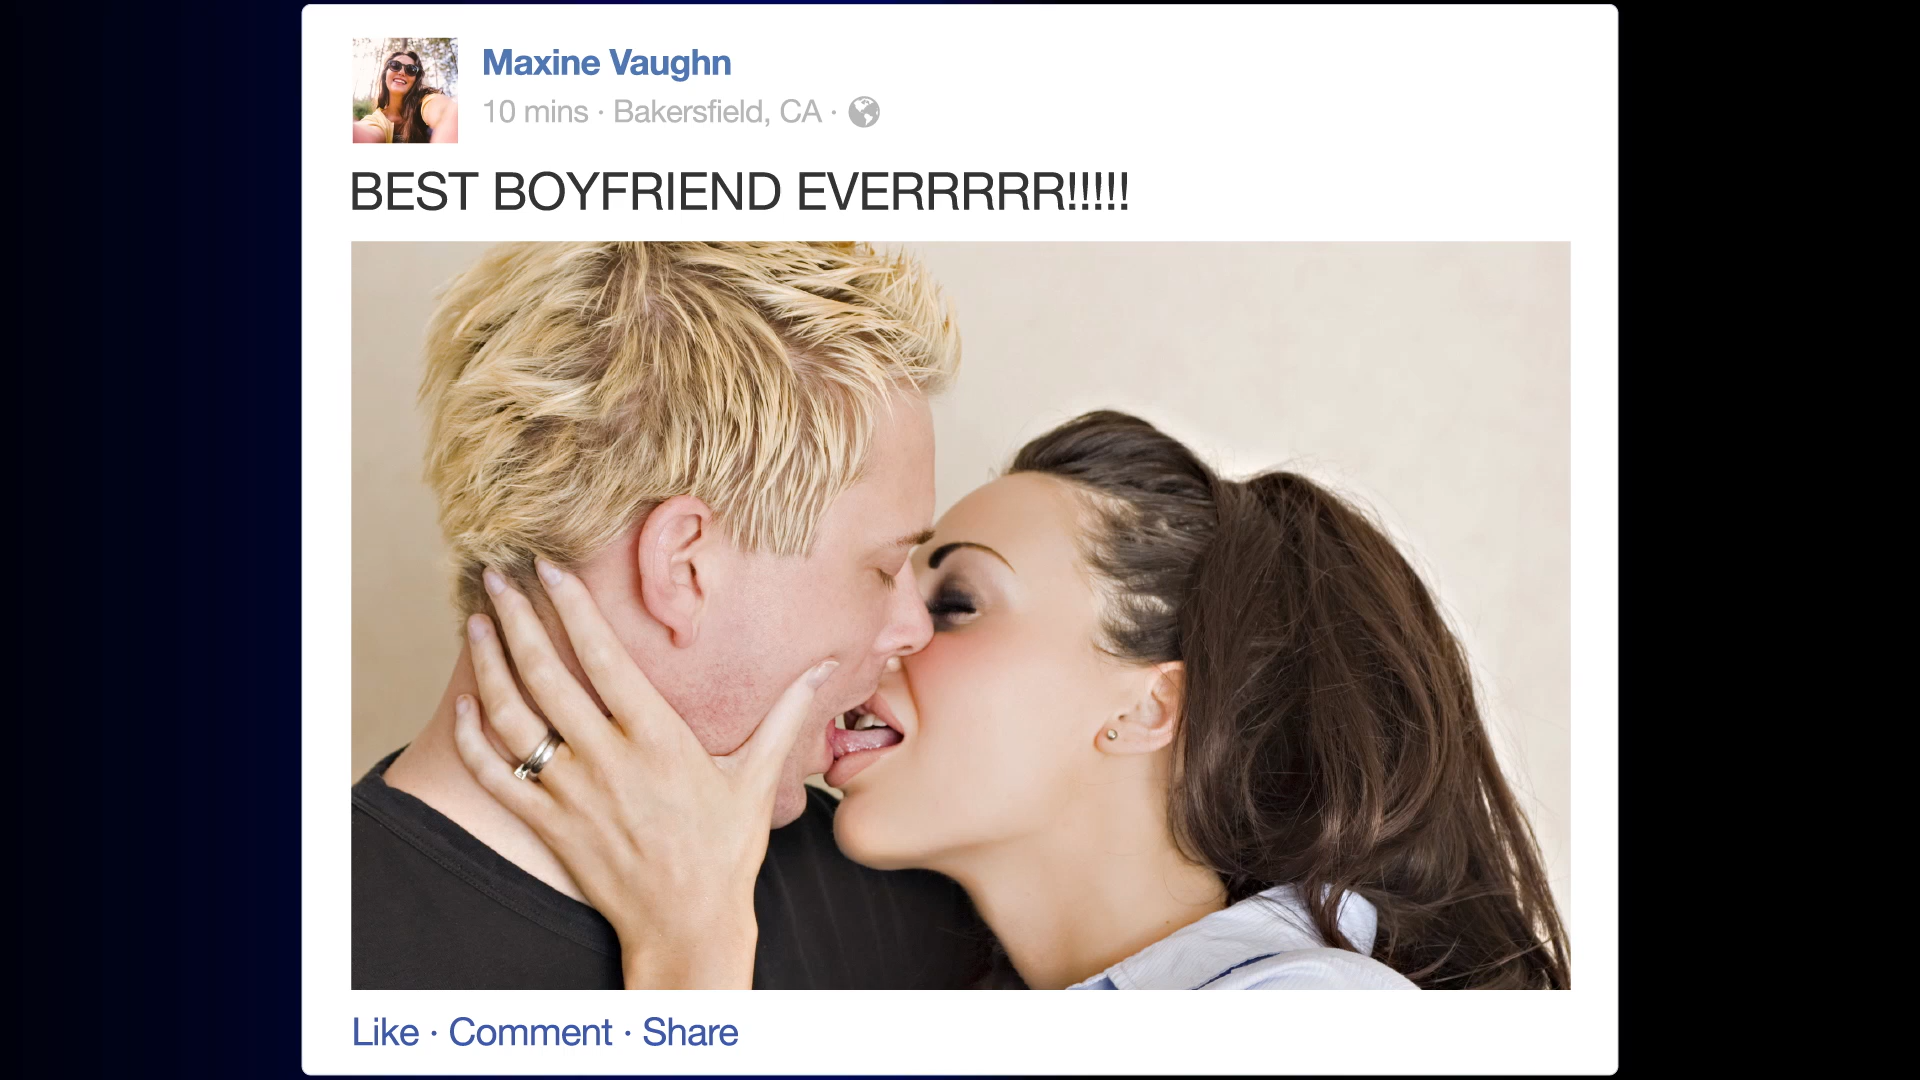 Maxine Vaughn
10 mins · Bakersfield, CA ·
BEST BOYFRIEND EVERRRRR!!!!!
Like · Comment · Share